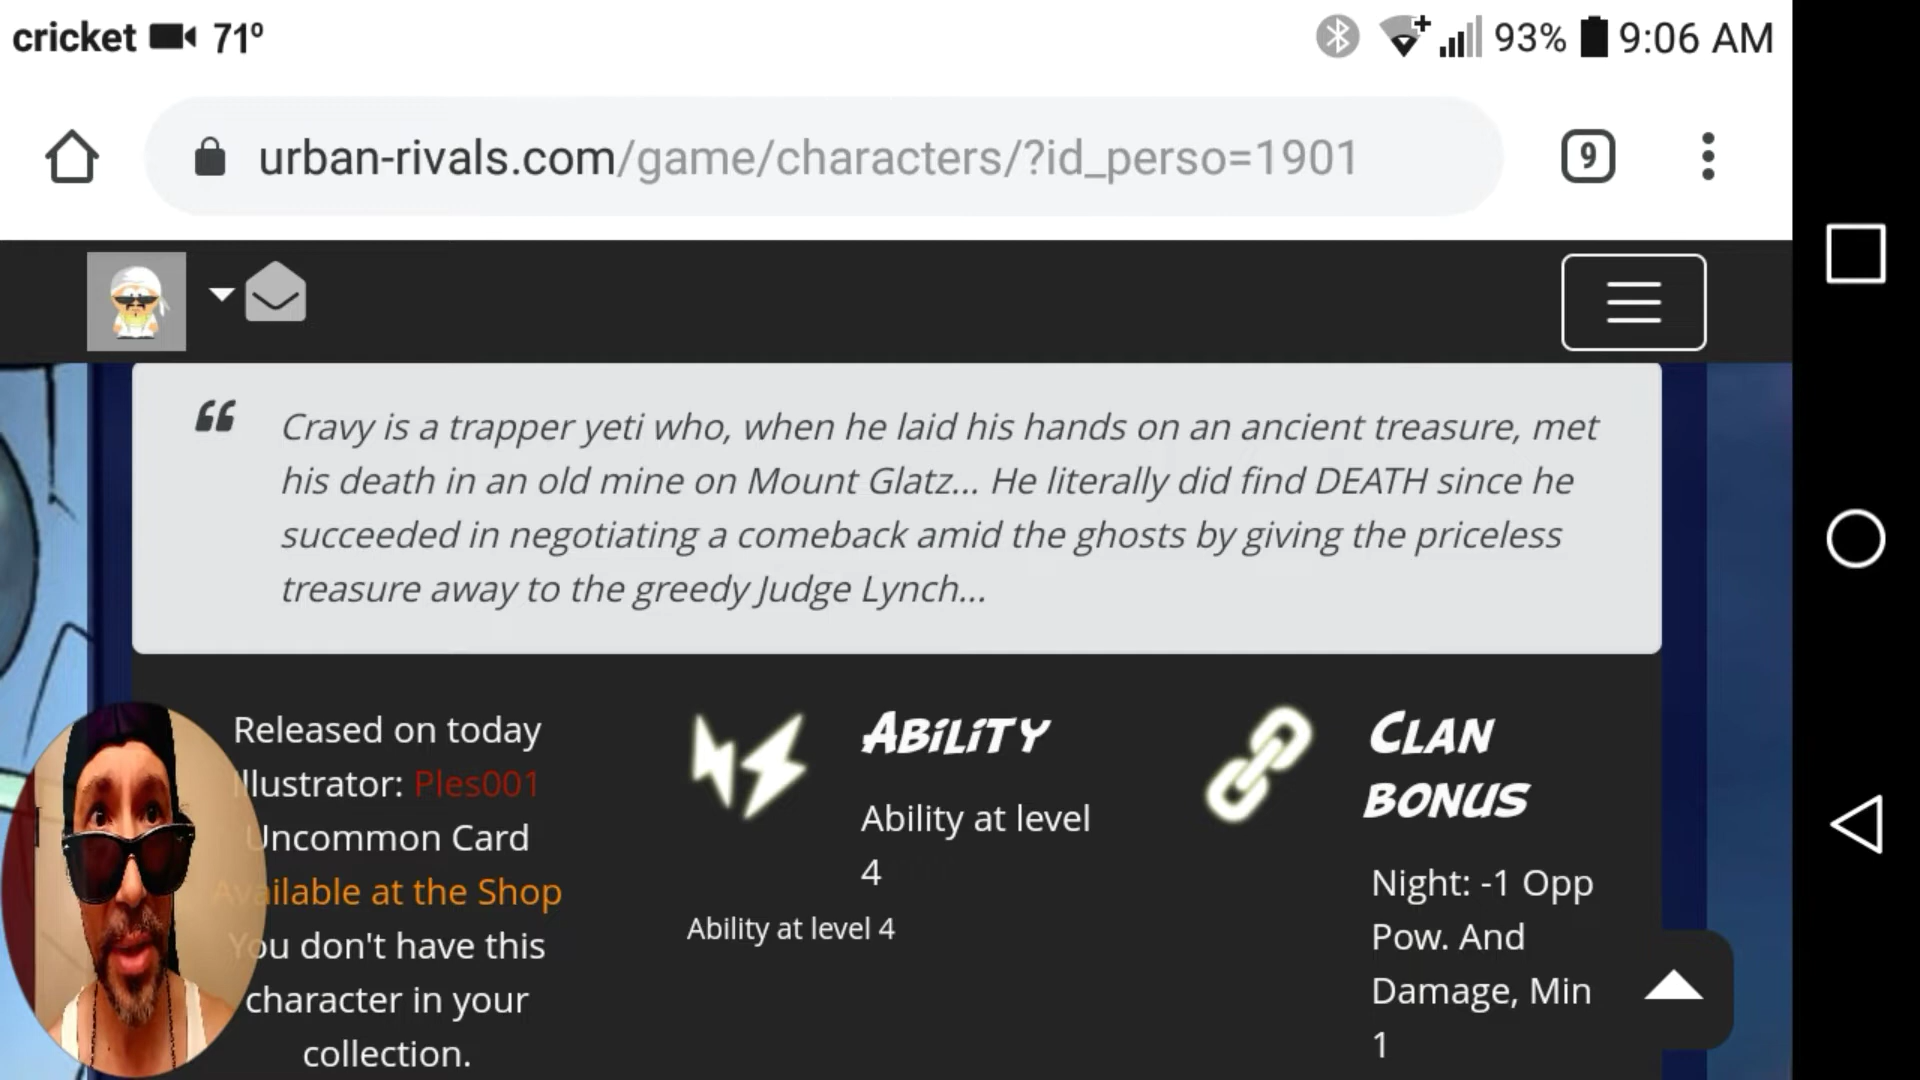 cricket 71° 93% 9:06 AM
urban-rivals.com/game/characters/?id_perso=1901 9
“ Cravy is a trapper yeti who, when he laid his hands on an ancient treasure, met
his death in an old mine on Mount Glatz... He literally did find DEATH since he
succeeded in negotiating a comeback amid the ghosts by giving the priceless
treasure away to the greedy Judge Lynch...
Released on today
Illustrator: Ples001
Uncommon Card
Available at the Shop
You don't have this
character in your
collection.
ABILITY
Ability at level
4
Ability at level 4
CLAN
BONUS
Night: -1 Opp
Pow. And
Damage, Min
1